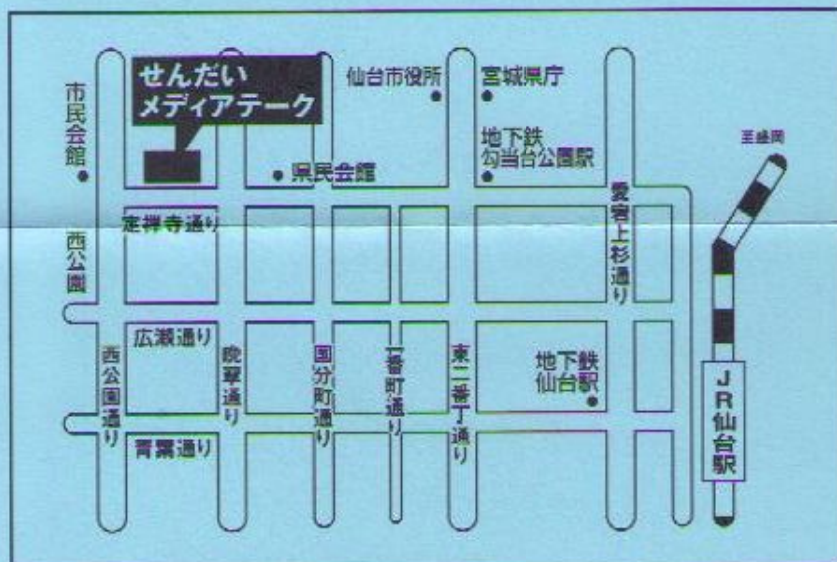 せんだい
メディアテーク
市民会館
仙台市役所
宮城県庁
地下鉄
勾当台公園駅
県民会館
至盛岡
定禅寺通り
愛宕上杉通り
西公園
広瀬通り
西公園通り
晩翠通り
国分町通り
一番町通り
東二番丁通り
地下鉄
仙台駅
JR仙台駅
青葉通り